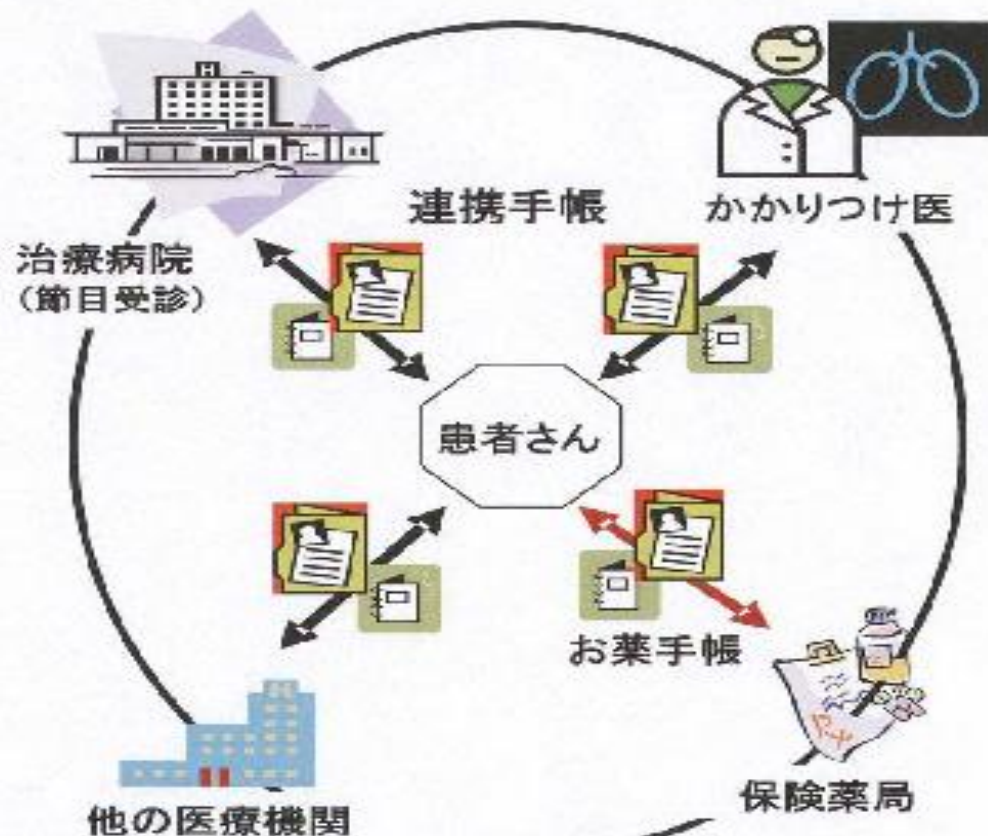 連携手帳
かかりつけ医
治療病院
(節目受診)
患者さん
お薬手帳
保険薬局
他の医療機関